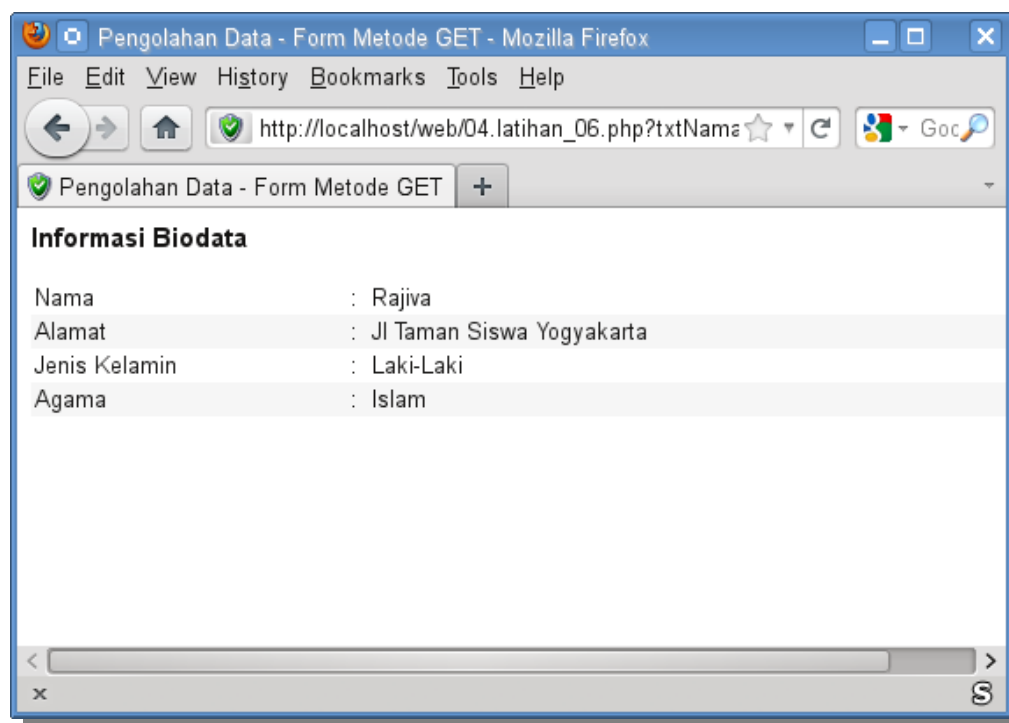 Pengolahan Data - Form Metode GET - Mozilla Firefox
File Edit View History Bookmarks Tools Help
http://localhost/web/04.latihan_06.php?txtNama Goo
Pengolahan Data - Form Metode GET +
Informasi Biodata
Nama : Rajiva
Alamat : Jl Taman Siswa Yogyakarta
Jenis Kelamin : Laki-Laki
Agama : Islam
x S